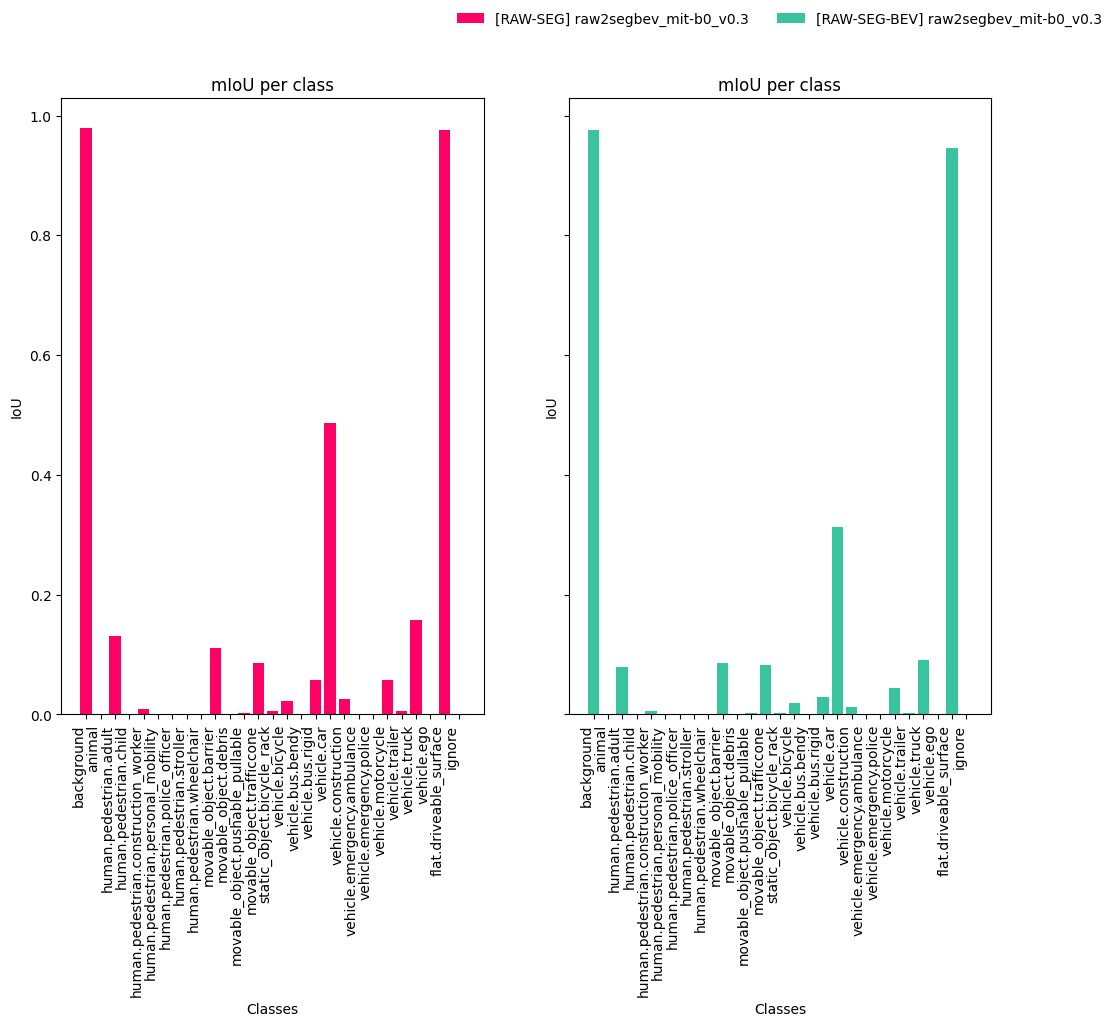 [RAW-SEG] raw2segbev_mit-b0_v0.3
[RAW-SEG-BEV] raw2segbev_mit-b0_v0.3
mIoU per class
1.0
0.8
0.6
0.4
0.2
0.0
IoU
background
animal
human.pedestrian.adult
human.pedestrian.child
human.pedestrian.construction_worker
human.pedestrian.personal_mobility
human.pedestrian.police_officer
human.pedestrian.stroller
human.pedestrian.wheelchair
movable_object.barrier
movable_object.debris
movable_object.pushable_pullable
movable_object.trafficcone
static_object.bicycle_rack
vehicle.bicycle
vehicle.bus.bendy
vehicle.bus.rigid
vehicle.car
vehicle.construction
vehicle.emergency.ambulance
vehicle.emergency.police
vehicle.motorcycle
vehicle.trailer
vehicle.truck
vehicle.ego
flat.driveable_surface
ignore
Classes
mIoU per class
IoU
background
animal
human.pedestrian.adult
human.pedestrian.child
human.pedestrian.construction_worker
human.pedestrian.personal_mobility
human.pedestrian.police_officer
human.pedestrian.stroller
human.pedestrian.wheelchair
movable_object.barrier
movable_object.debris
movable_object.pushable_pullable
movable_object.trafficcone
static_object.bicycle_rack
vehicle.bicycle
vehicle.bus.bendy
vehicle.bus.rigid
vehicle.car
vehicle.construction
vehicle.emergency.ambulance
vehicle.emergency.police
vehicle.motorcycle
vehicle.trailer
vehicle.truck
vehicle.ego
flat.driveable_surface
ignore
Classes